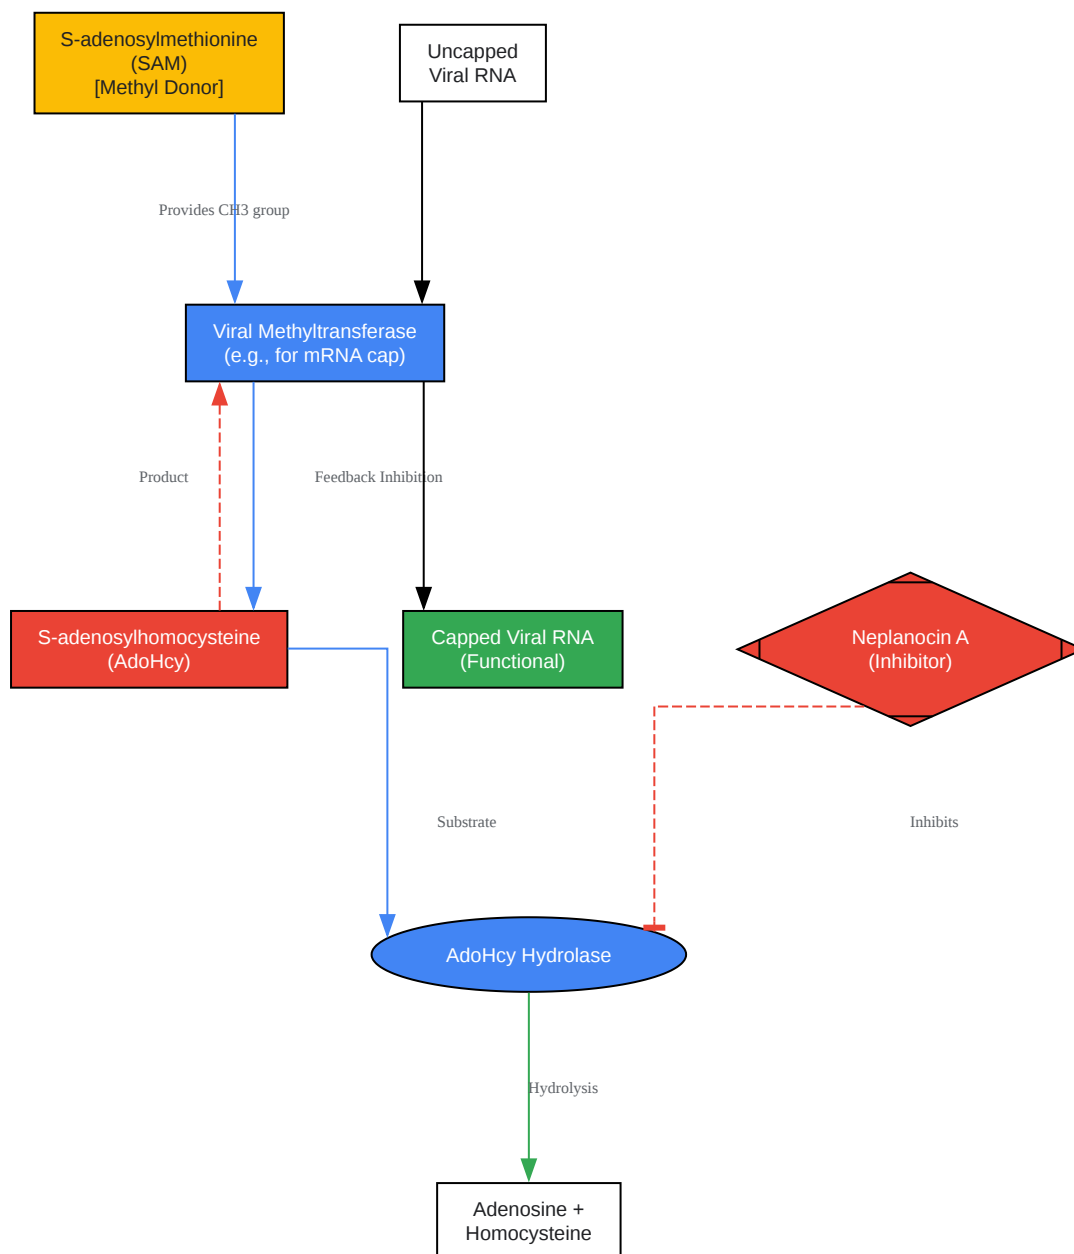 S-adenosylmethionine
(SAM)
[Methyl Donor]
Uncapped
Viral RNA
Provides CH3 group
Viral Methyltransferase
(e.g., for mRNA cap)
Product
Feedback Inhibition
S-adenosylhomocysteine
(AdoHcy)
Capped Viral RNA
(Functional)
Neplanocin A
(Inhibitor)
Substrate
Inhibits
AdoHcy Hydrolase
Hydrolysis
Adenosine +
Homocysteine